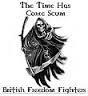 The Time Has
Come Scum
British Freedom Fighters